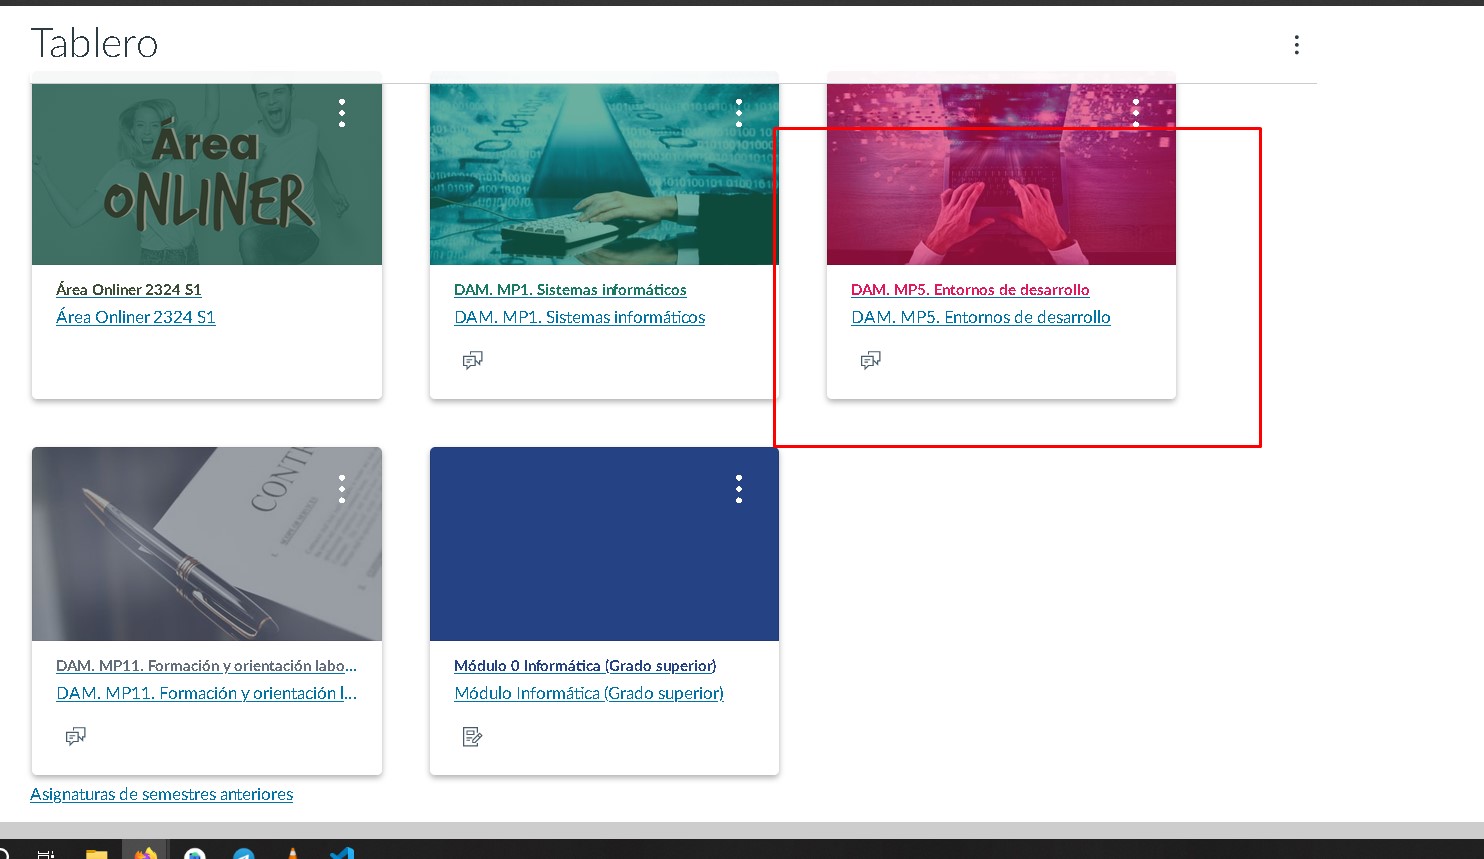 Tablero
Área
ONLINER
Área Onliner 2324 S1
Área Onliner 2324 S1
DAM. MP1. Sistemas informáticos
DAM. MP1. Sistemas informáticos
DAM. MP5. Entornos de desarrollo
DAM. MP5. Entornos de desarrollo
CONTR
DAM. MP11. Formación y orientación labo...
DAM. MP11. Formación y orientación l...
Módulo 0 Informática (Grado superior)
Módulo Informática (Grado superior)
Asignaturas de semestres anteriores